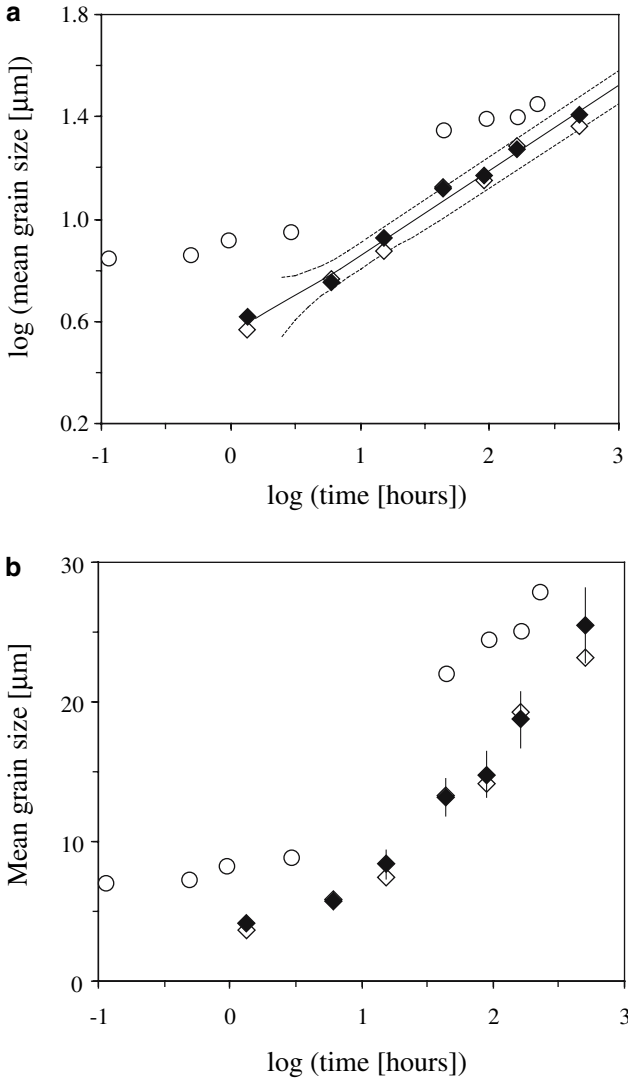 a
1.8
1.4
1.0
0.6
0.2
log (mean grain size [μm])
-1 0 1 2 3
log (time [hours])
b
30
20
10
0
Mean grain size [μm]
-1 0 1 2 3
log (time [hours])